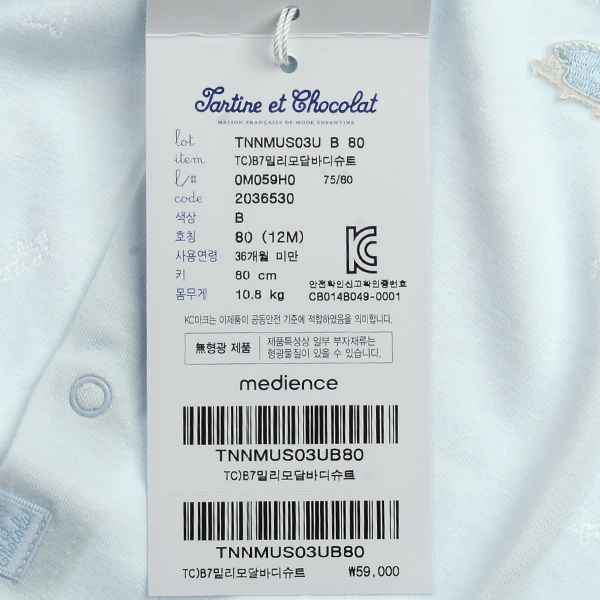 Tartine et Chocolat
MAISON FRANÇAISE DE MODE ENFANTINE
lot TNNMUS03U B 80
item TC)B7밀리모달바디슈트
l/m 0M059H0 75/80
code 2036530
색상 B
호칭 80 (12M)
사용연령 36개월 미만
키 80 cm
몸무게 10.8 kg
KC
안전확인신고확인증번호
CB014B049-0001
KC마크는 이제품이 공동안전 기준에 적합하였음을 의미합니다.
無형광 제품
제품특성상 일부 부자재류는
형광물질이 있을 수 있습니다.
medience
TNNMUS03UB80
TC)B7밀리모달바디슈트
TNNMUS03UB80
TC)B7밀리모달바디슈트 ₩59,000
et Chocolat